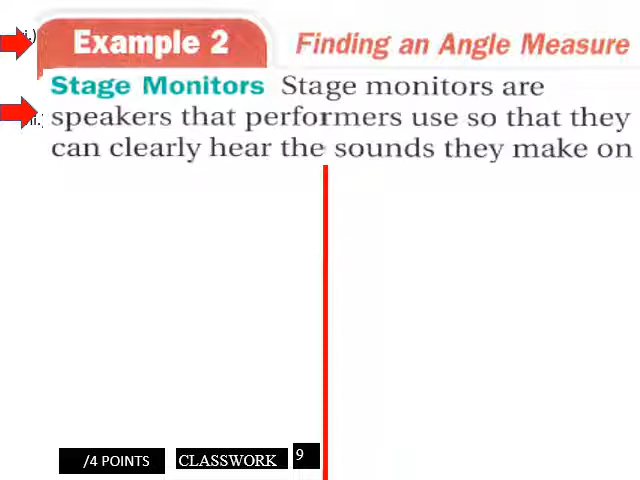 i.)
Example 2 Finding an Angle Measure
Stage Monitors Stage monitors are
speakers that performers use so that they
can clearly hear the sounds they make on
/4 POINTS CLASSWORK 9